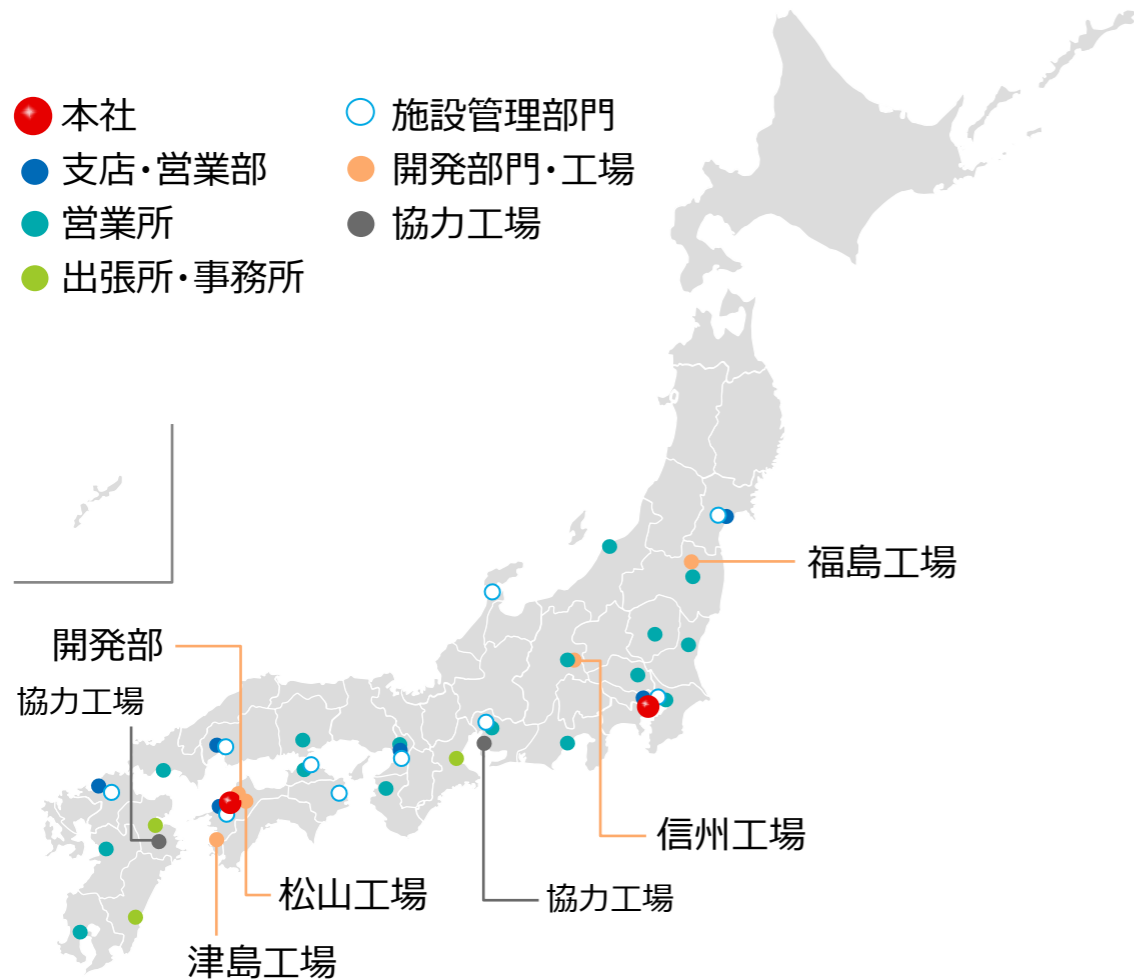 本社
支店・営業部
営業所
出張所・事務所
施設管理部門
開発部門・工場
協力工場
福島工場
開発部
協力工場
信州工場
松山工場
協力工場
津島工場